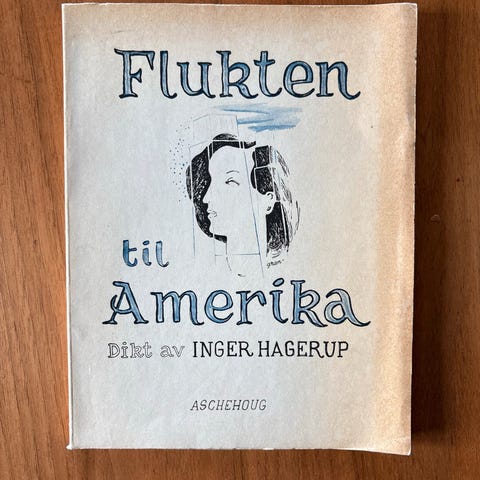 Flukten
til
Amerika
Dikt av INGER HAGERUP
ASCHEHOUG